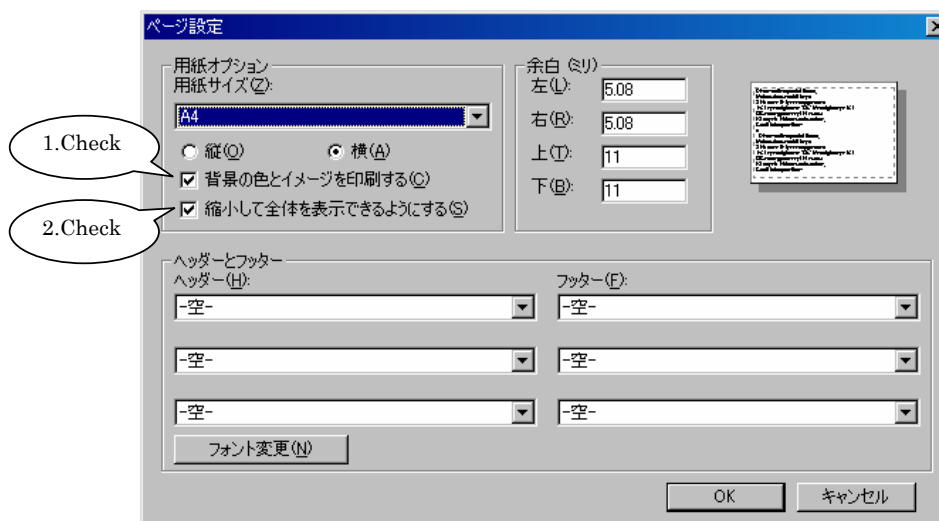 ページ設定
用紙オプション
用紙サイズ(Z):
A4
縦(O) 横(A)
背景の色とイメージを印刷する(C)
縮小して全体を表示できるようにする(S)
1.Check
2.Check
余白 (ミリ)
左(L): 5.08
右(R): 5.08
上(T): 11
下(B): 11
ヘッダーとフッター
ヘッダー(H): フッター(F):
-空- -空-
-空- -空-
-空- -空-
フォント変更(N)
OK キャンセル